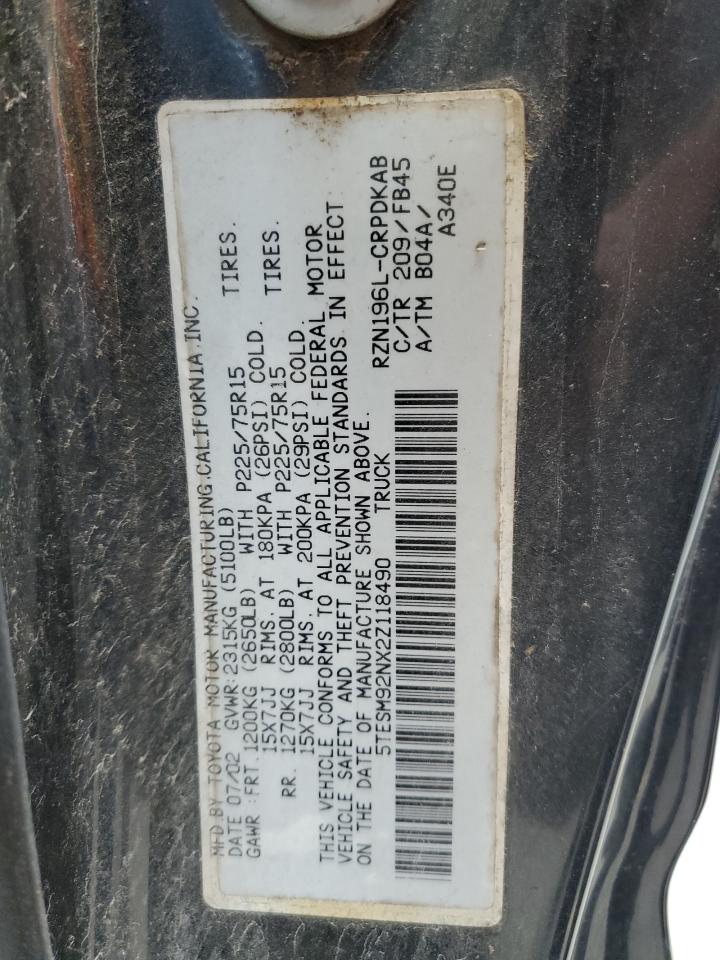 MFD BY TOYOTA MOTOR MANUFACTURING.CALIFORNIA.INC.
DATE 07/02 GVWR:2315KG (5100LB)
GAWR :FRT.1200KG (2650LB) WITH P225/75R15 TIRES.
15X7JJ RIMS. AT 180KPA (26PSI) COLD.
RR. 1270KG (2800LB) WITH P225/75R15 TIRES.
15X7JJ RIMS. AT 200KPA (29PSI) COLD.
THIS VEHICLE CONFORMS TO ALL APPLICABLE FEDERAL MOTOR
VEHICLE SAFETY AND THEFT PREVENTION STANDARDS IN EFFECT
ON THE DATE OF MANUFACTURE SHOWN ABOVE.
5TESM92NX2Z118490 TRUCK
RZN196L-CRPDKAB
C/TR 209/FB45
A/TM B04A/
A340E